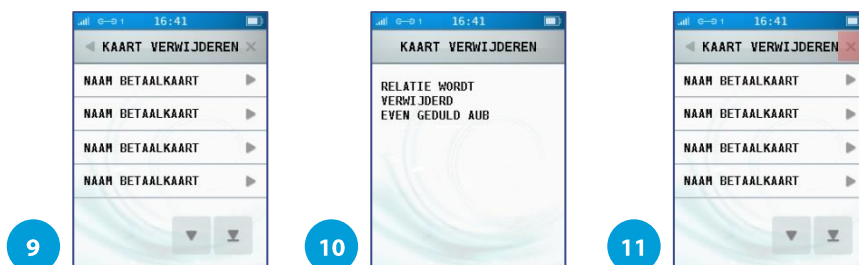 16:41
KAART VERWIJDEREN
NAAM BETAALKAART
NAAM BETAALKAART
NAAM BETAALKAART
NAAM BETAALKAART
9
16:41
KAART VERWIJDEREN
RELATIE WORDT
VERWIJDERD
EVEN GEDULD AUB
10
16:41
KAART VERWIJDEREN
NAAM BETAALKAART
NAAM BETAALKAART
NAAM BETAALKAART
NAAM BETAALKAART
11